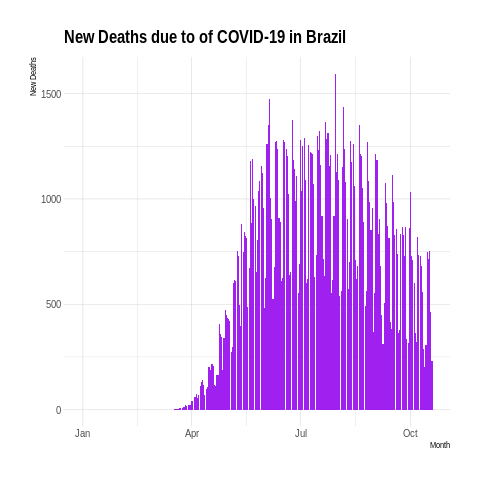 New Deaths due to of COVID-19 in Brazil
New Deaths
1500
1000
500
0
Jan Apr Jul Oct
Month